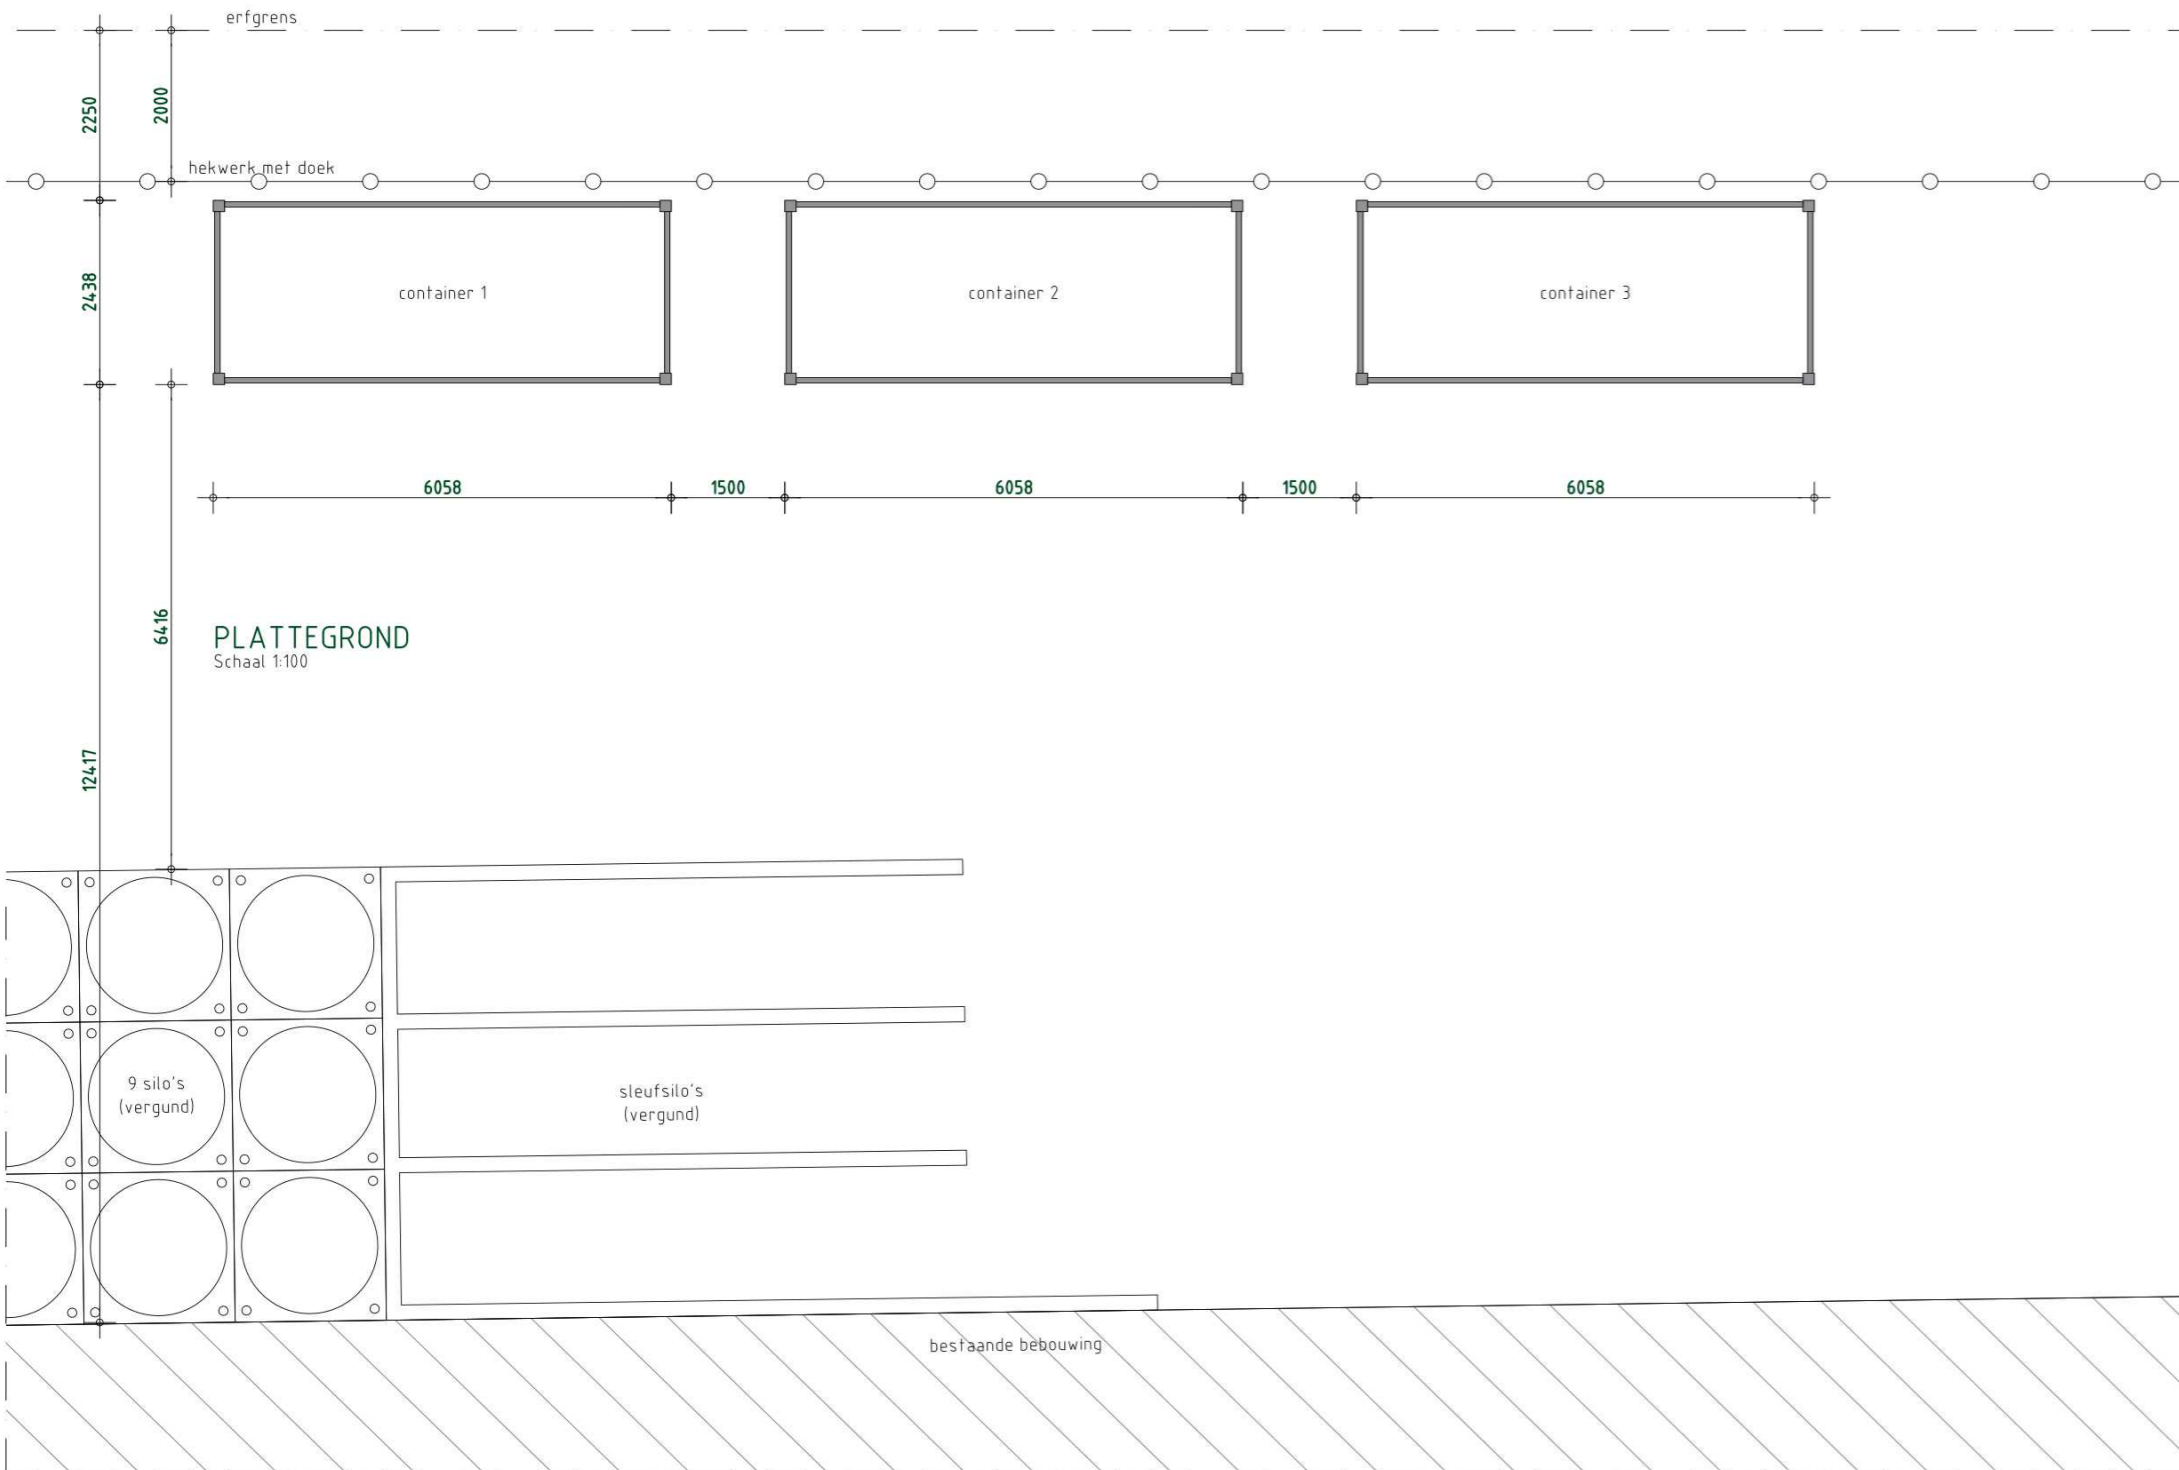 erfgrens
2250
2000
hekwerk met doek
2438
container 1
container 2
container 3
6058
1500
6058
1500
6058
6416
PLATTEGROND
Schaal 1:100
12417
9 silo's
(vergund)
sleufsilo's
(vergund)
bestaande bebouwing